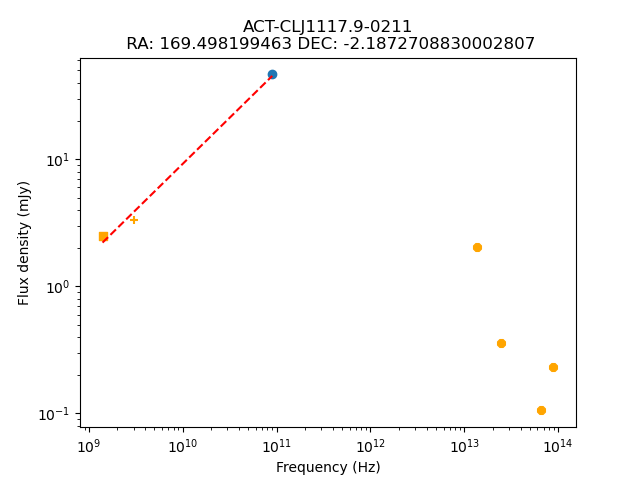 ACT-CLJ1117.9-0211
RA: 169.498199463 DEC: -2.1872708830002807
Flux density (mJy)
10¹
10⁰
10⁻¹
10⁹ 10¹⁰ 10¹¹ 10¹² 10¹³ 10¹⁴
Frequency (Hz)